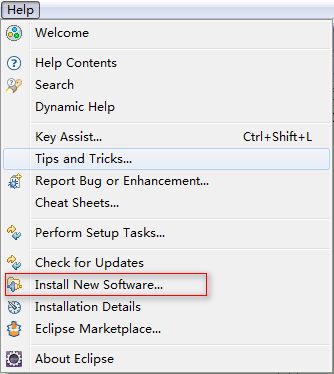 Help
Welcome
Help Contents
Search
Dynamic Help
Key Assist... Ctrl+Shift+L
Tips and Tricks...
Report Bug or Enhancement...
Cheat Sheets...
Perform Setup Tasks...
Check for Updates
Install New Software...
Installation Details
Eclipse Marketplace...
About Eclipse